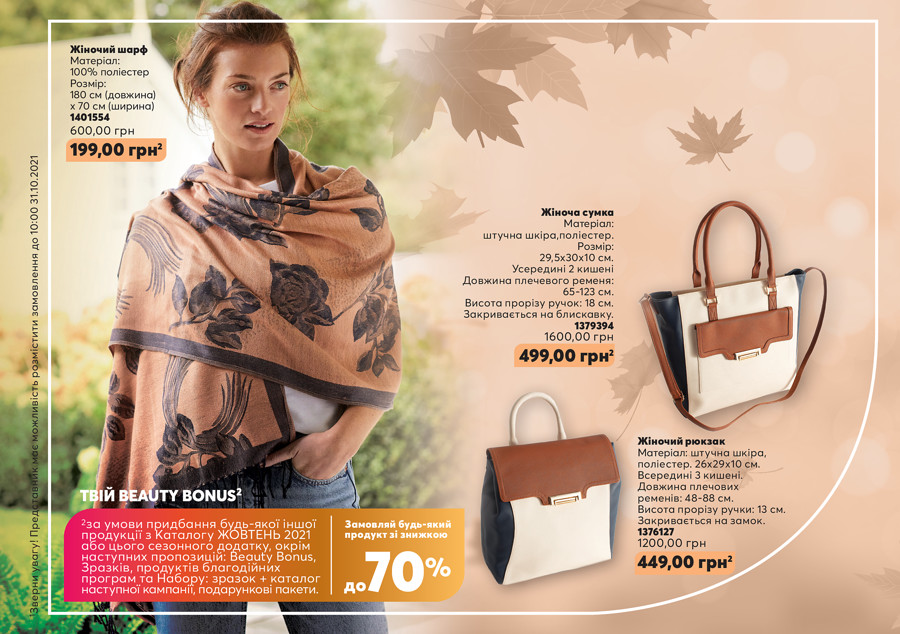 Жіночий шарф
Матеріал:
100% поліестер
Розмір:
180 см (довжина)
х 70 см (ширина)
1401554
600,00 грн
199,00 грн²
Зверни увагу! Представник має можливість розмістити замовлення до 10:00 31.10.2021
Жіноча сумка
Матеріал:
штучна шкіра,поліестер.
Розмір:
29,5х30х10 см.
Усередині 2 кишені
Довжина плечового ременя:
65-123 см.
Висота прорізу ручок: 18 см.
Закривається на блискавку.
1379394
1600,00 грн
499,00 грн²
Жіночий рюкзак
Матеріал: штучна шкіра,
поліестер. 26х29х10 см.
Всередині 3 кишені.
Довжина плечових
ременів: 48-88 см.
Висота прорізу ручки: 13 см.
Закривається на замок.
1376127
1200,00 грн
449,00 грн²
ТВІЙ BEAUTY BONUS²
²за умови придбання будь-якої іншої
продукції з Каталогу ЖОВТЕНЬ 2021
або цього сезонного додатку, окрім
наступних пропозицій: Beauty Bonus,
Зразків, продуктів благодійних
програм та Набору: зразок + каталог
наступної кампанії, подарункові пакети.
Замовляй будь-який
продукт зі знижкою
до 70%